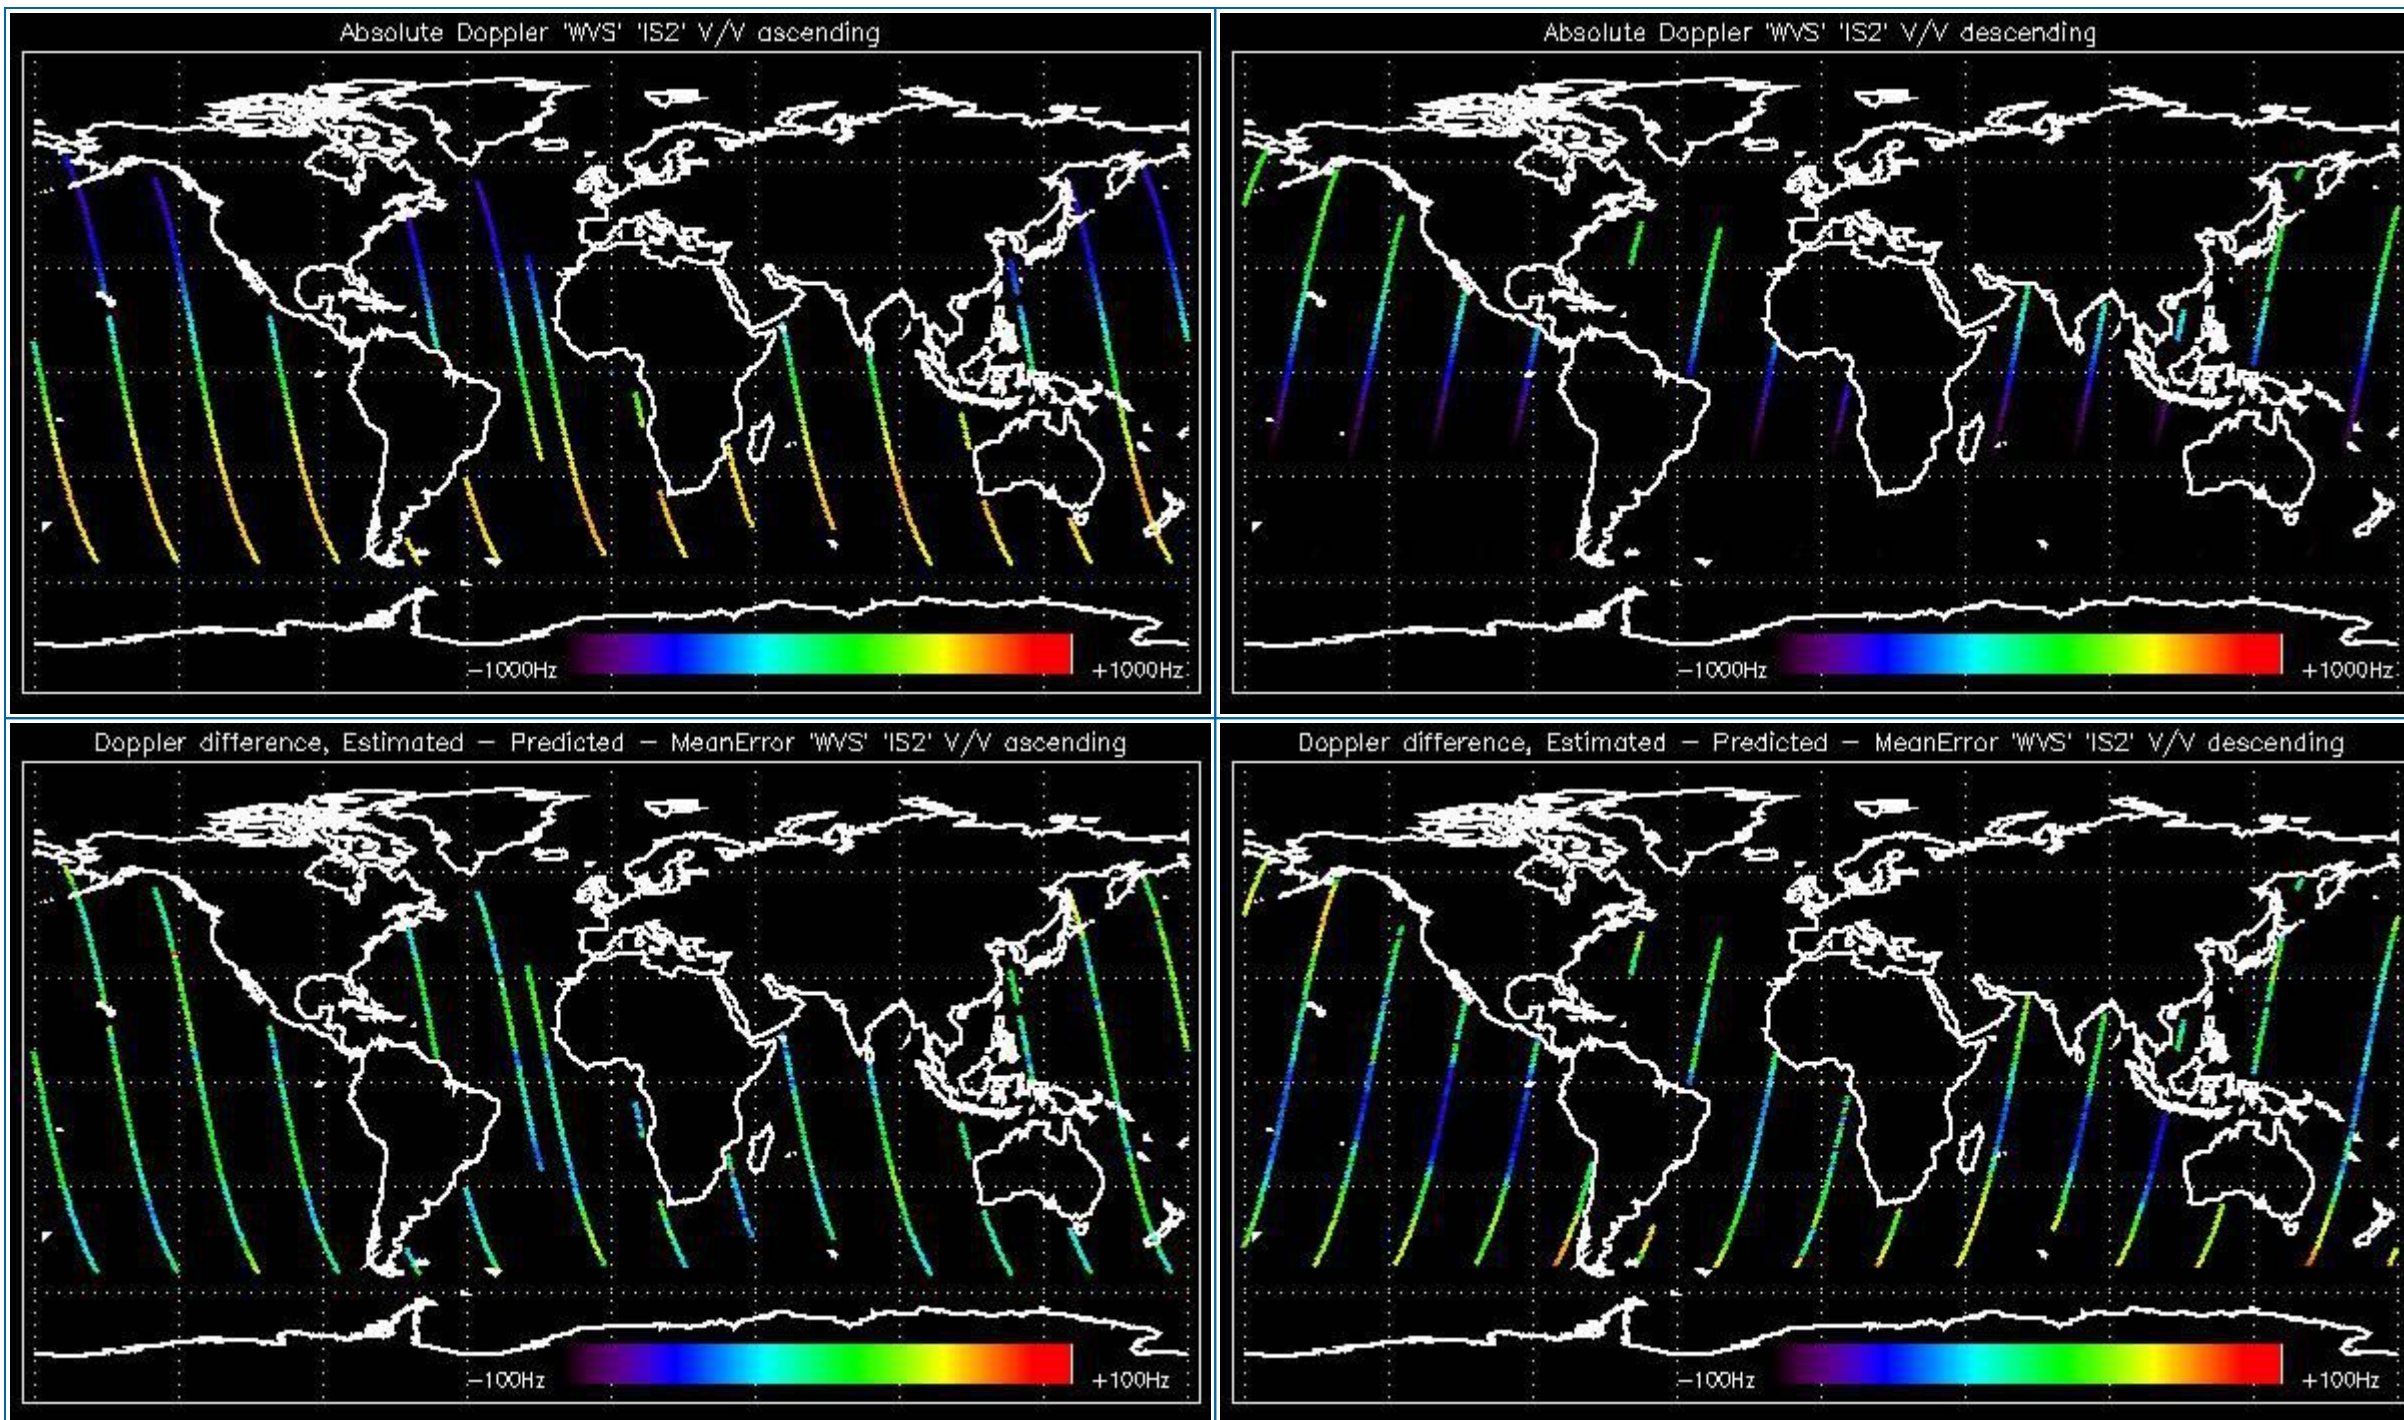 Absolute Doppler 'WVS' 'IS2' V/V ascending
-1000Hz
+1000Hz
Absolute Doppler 'WVS' 'IS2' V/V descending
-1000Hz
+1000Hz
Doppler difference, Estimated - Predicted - MeanError 'WVS' 'IS2' V/V ascending
-100Hz
+100Hz
Doppler difference, Estimated - Predicted - MeanError 'WVS' 'IS2' V/V descending
-100Hz
+100Hz